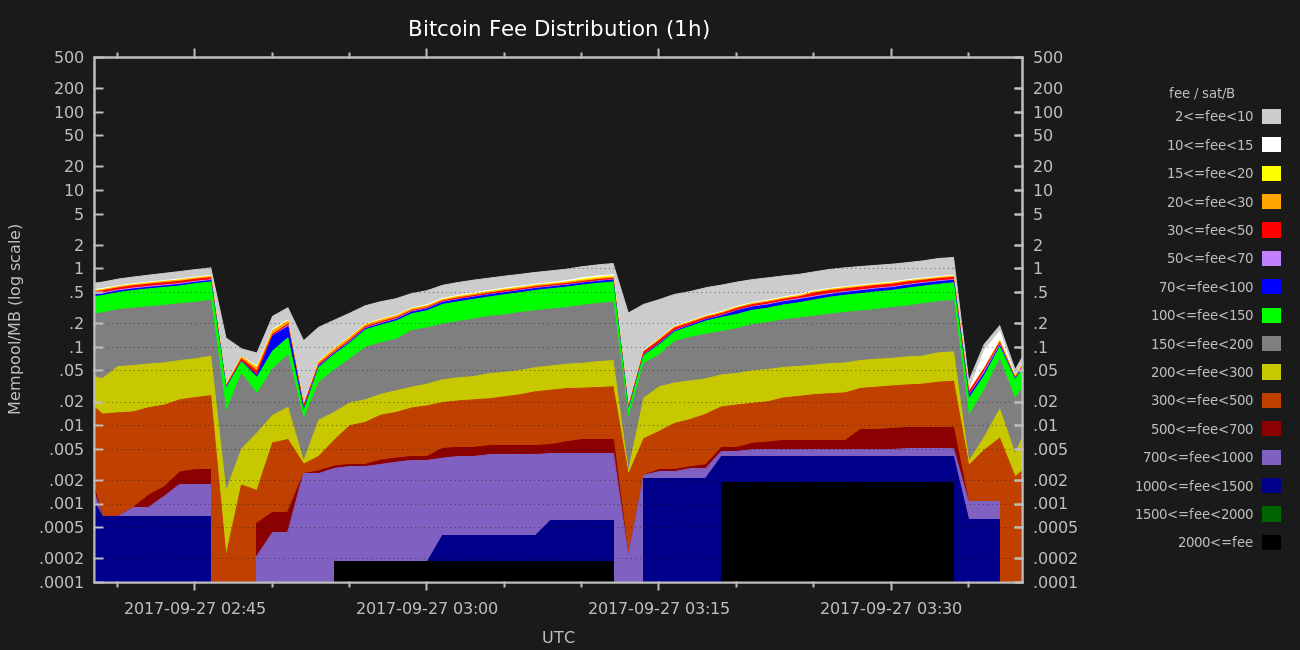 Bitcoin Fee Distribution (1h)
500 500
200 200
100 100
50 50
20 20
10 10
5 5
2 2
1 1
.5 .5
.2 .2
.1 .1
.05 .05
.02 .02
.01 .01
.005 .005
.002 .002
.001 .001
.0005 .0005
.0002 .0002
.0001 .0001
Mempool/MB (log scale)
2017-09-27 02:45 2017-09-27 03:00 2017-09-27 03:15 2017-09-27 03:30
UTC
fee / sat/B
2<=fee<10
10<=fee<15
15<=fee<20
20<=fee<30
30<=fee<50
50<=fee<70
70<=fee<100
100<=fee<150
150<=fee<200
200<=fee<300
300<=fee<500
500<=fee<700
700<=fee<1000
1000<=fee<1500
1500<=fee<2000
2000<=fee